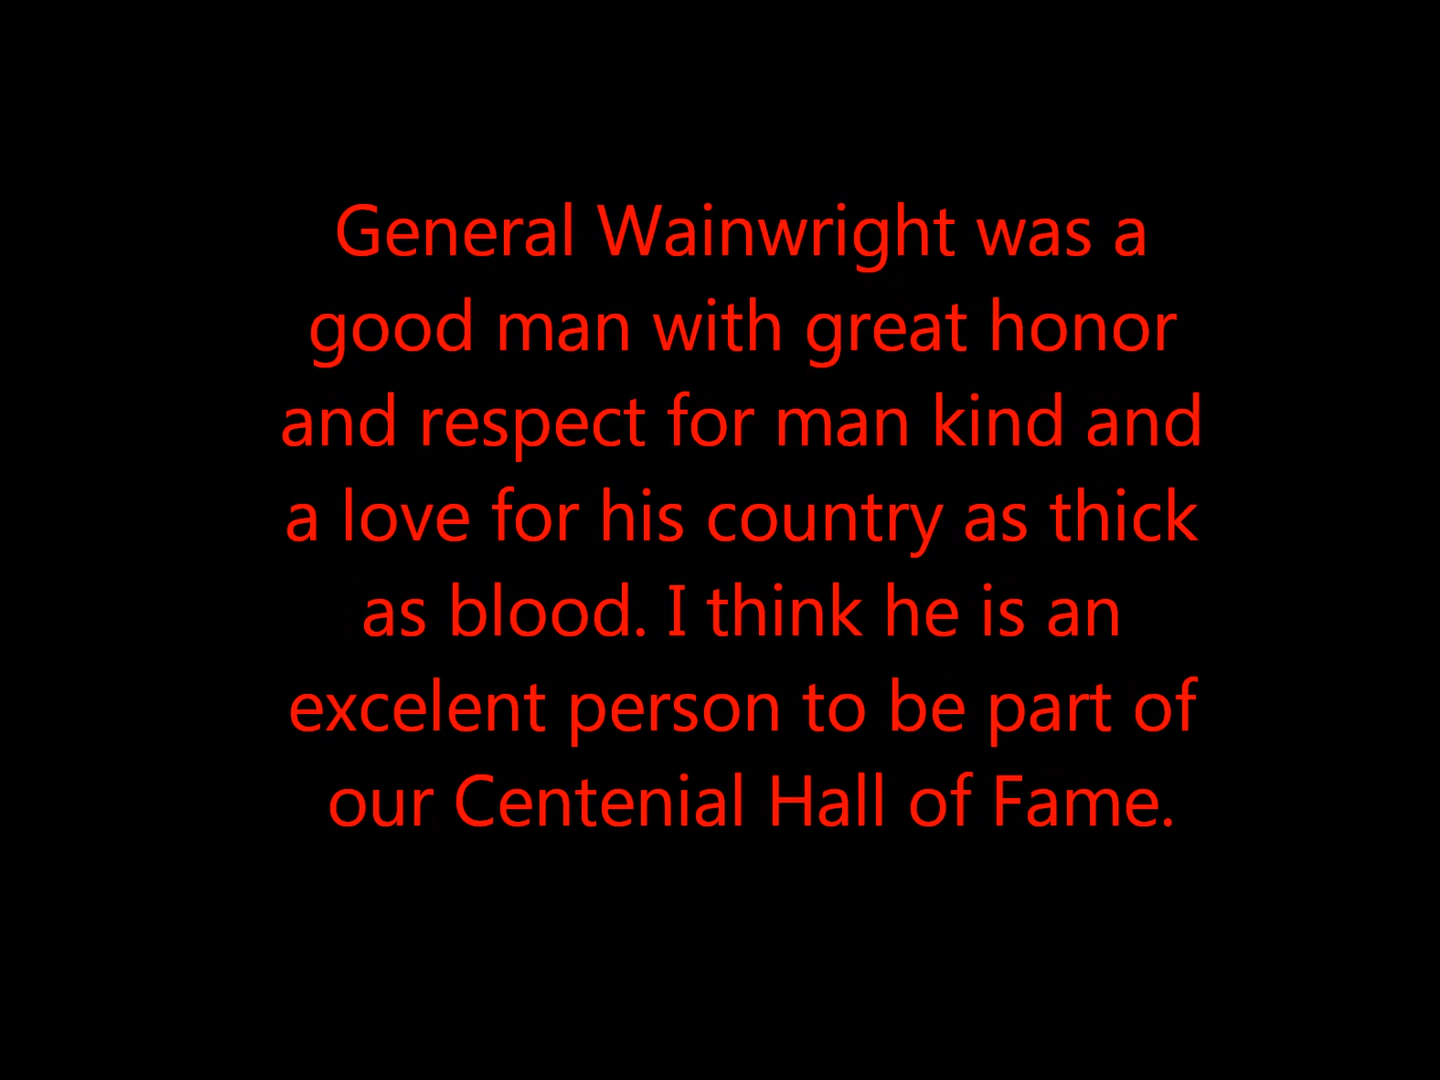 General Wainwright was a
good man with great honor
and respect for man kind and
a love for his country as thick
as blood. I think he is an
excelent person to be part of
our Centenial Hall of Fame.